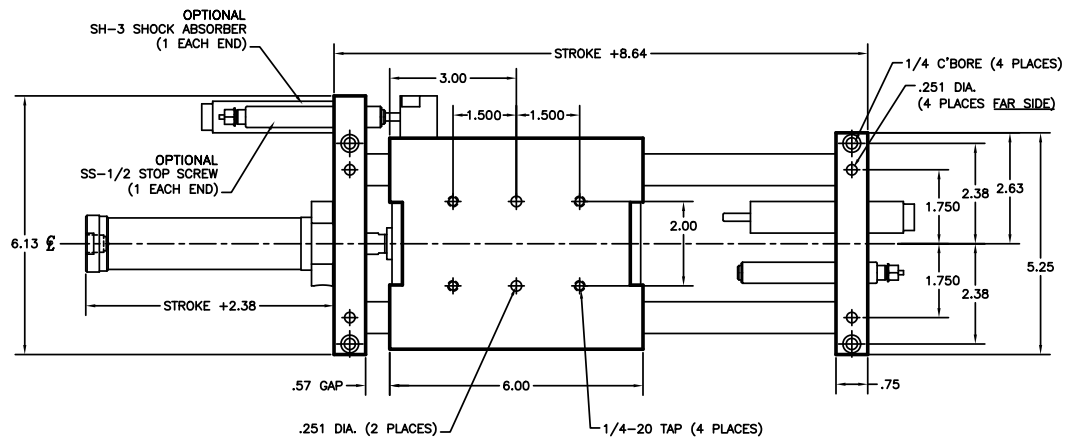 OPTIONAL
SH-3 SHOCK ABSORBER
(1 EACH END)
STROKE +8.64
1/4 C'BORE (4 PLACES)
3.00
.251 DIA.
(4 PLACES FAR SIDE)
1.500
1.500
OPTIONAL
SS-1/2 STOP SCREW
(1 EACH END)
2.63
2.38
1.750
2.00
6.13 ℄
5.25
1.750
2.38
STROKE +2.38
.57 GAP
6.00
.75
.251 DIA. (2 PLACES)
1/4-20 TAP (4 PLACES)